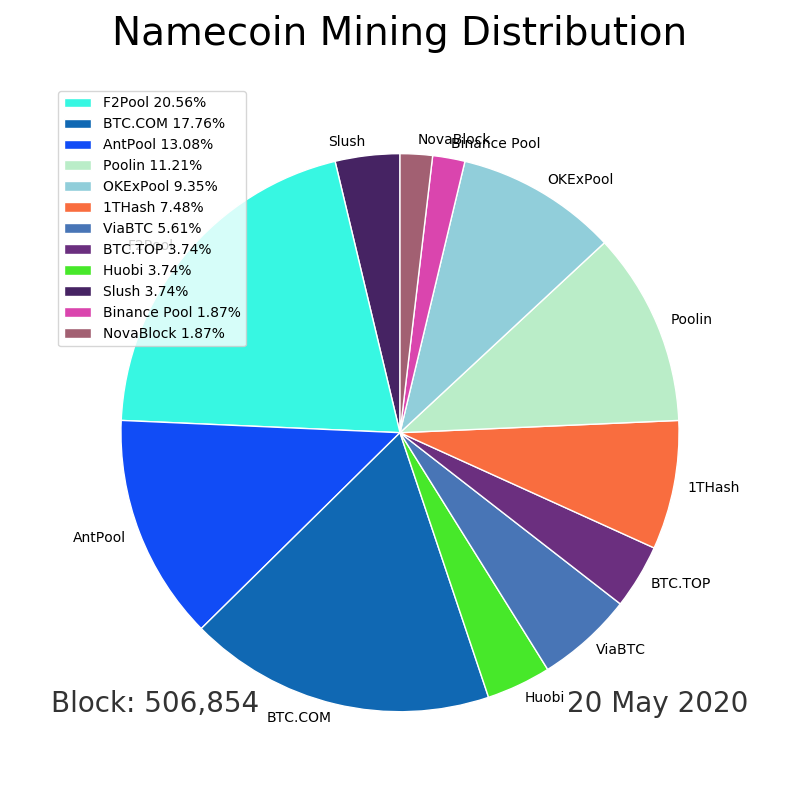 Namecoin Mining Distribution
F2Pool 20.56%
BTC.COM 17.76%
AntPool 13.08%
Poolin 11.21%
OKExPool 9.35%
1THash 7.48%
ViaBTC 5.61%
BTC.TOP 3.74%
Huobi 3.74%
Slush 3.74%
Binance Pool 1.87%
NovaBlock 1.87%
Slush
NovaBlock
Binance Pool
OKExPool
F2Pool
Poolin
1THash
AntPool
BTC.TOP
ViaBTC
Huobi
BTC.COM
Block: 506,854
20 May 2020